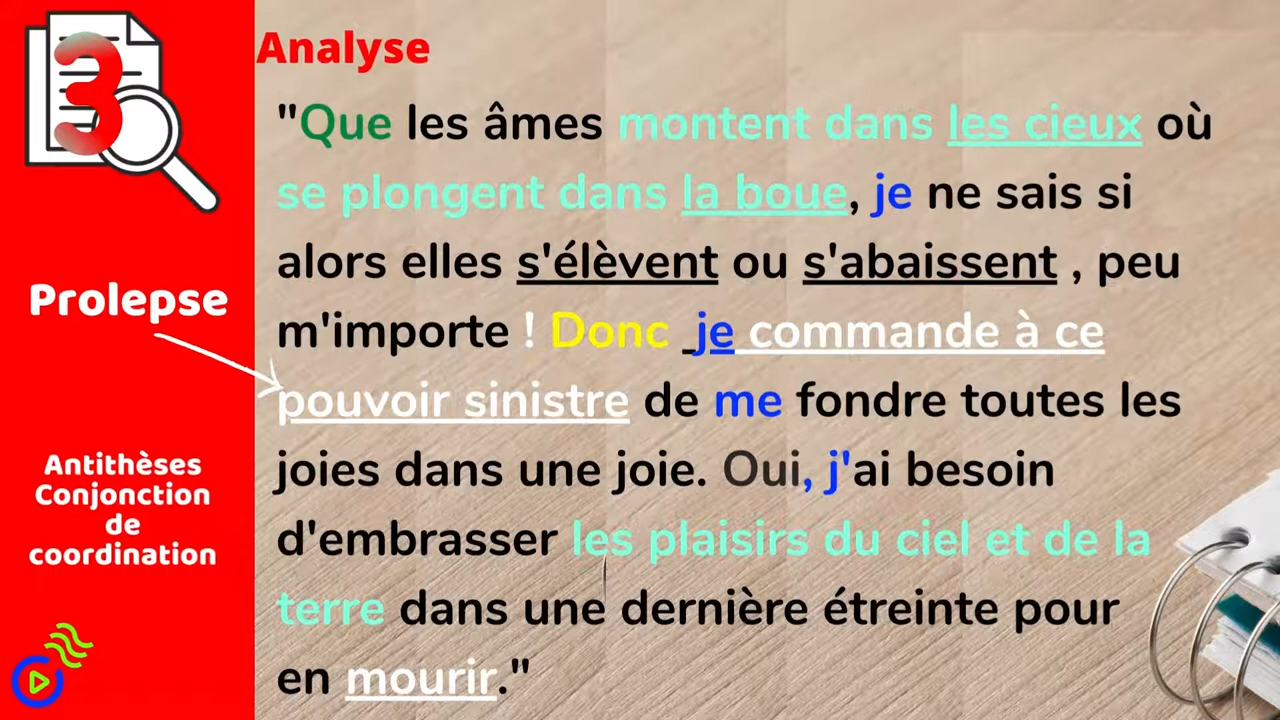 3
Analyse
"Que les âmes montent dans les cieux où
se plongent dans la boue, je ne sais si
alors elles s'élèvent ou s'abaissent , peu
m'importe ! Donc je commande à ce
pouvoir sinistre de me fondre toutes les
joies dans une joie. Oui, j'ai besoin
d'embrasser les plaisirs du ciel et de la
terre dans une dernière étreinte pour
en mourir."
Prolepse
Antithèses
Conjonction
de
coordination